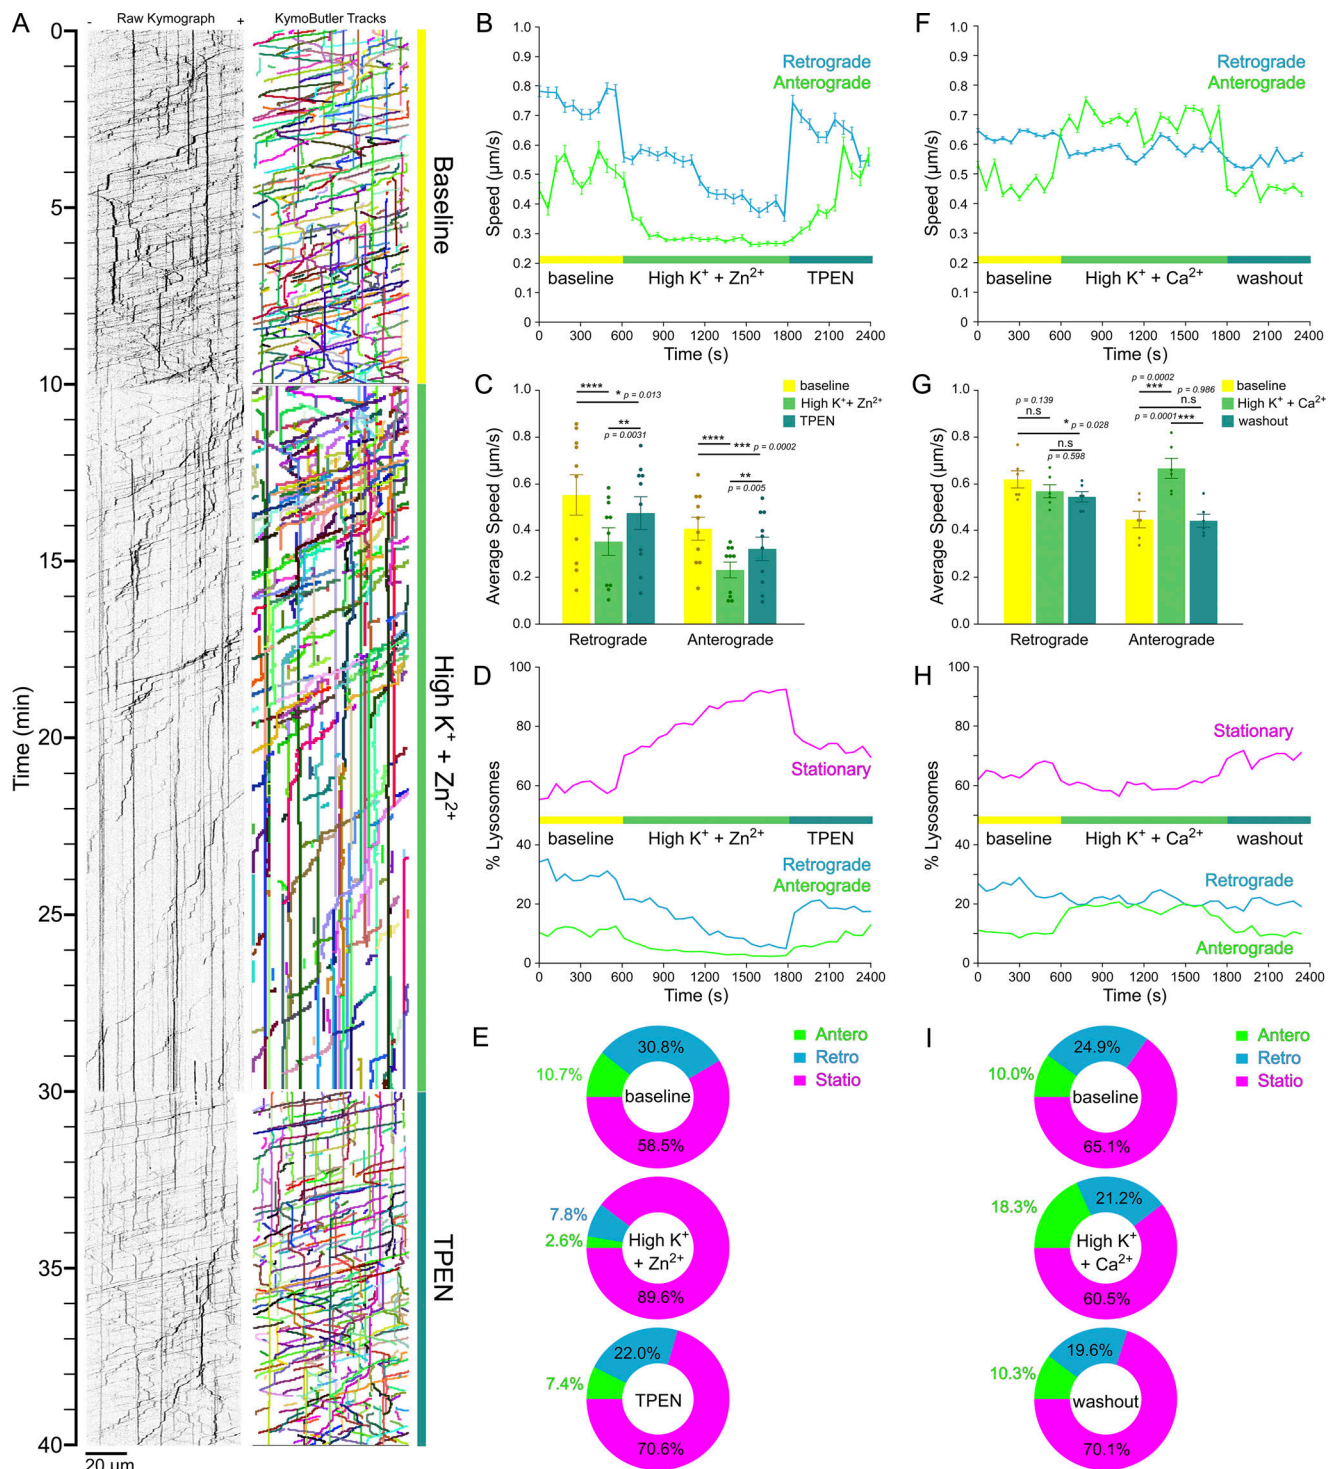 A
- Raw Kymograph +
KymoButler Tracks
0
5
10
15
20
25
30
35
40
Time (min)
20 µm
Baseline
High K⁺ + Zn²⁺
TPEN
B
1.0
0.9
0.8
0.7
0.6
0.5
0.4
0.3
0.2
0.1
0
Speed (µm/s)
Retrograde
Anterograde
baseline High K⁺ + Zn²⁺ TPEN
0 300 600 900 1200 1500 1800 2100 2400
Time (s)
C
1.0
0.8
0.6
0.4
0.2
0
Average Speed (µm/s)
baseline
High K⁺+ Zn²⁺
TPEN
****
* p = 0.013
**
p = 0.0031
****
*** p = 0.0002
**
p = 0.005
Retrograde Anterograde
D
100
80
60
40
20
0
% Lysosomes
Stationary
baseline High K⁺ + Zn²⁺ TPEN
Retrograde
Anterograde
0 300 600 900 1200 1500 1800 2100 2400
Time (s)
E
Antero
Retro
Statio
30.8%
10.7%
baseline
58.5%
7.8%
2.6%
High K⁺
+ Zn²⁺
89.6%
22.0%
7.4%
TPEN
70.6%
F
1.0
0.9
0.8
0.7
0.6
0.5
0.4
0.3
0.2
0.1
0
Speed (µm/s)
Retrograde
Anterograde
baseline High K⁺ + Ca²⁺ washout
0 300 600 900 1200 1500 1800 2100 2400
Time (s)
G
1.0
0.8
0.6
0.4
0.2
0
Average Speed (µm/s)
baseline
High K⁺ + Ca²⁺
washout
p = 0.139
n.s
* p = 0.028
n.s
p = 0.598
p = 0.0002
*** p = 0.986
n.s
p = 0.0001 ***
Retrograde Anterograde
H
100
80
60
40
20
0
% Lysosomes
Stationary
baseline High K⁺ + Ca²⁺ washout
Retrograde
Anterograde
0 300 600 900 1200 1500 1800 2100 2400
Time (s)
I
Antero
Retro
Statio
24.9%
10.0%
baseline
65.1%
18.3%
21.2%
High K⁺
+ Ca²⁺
60.5%
19.6%
10.3%
washout
70.1%